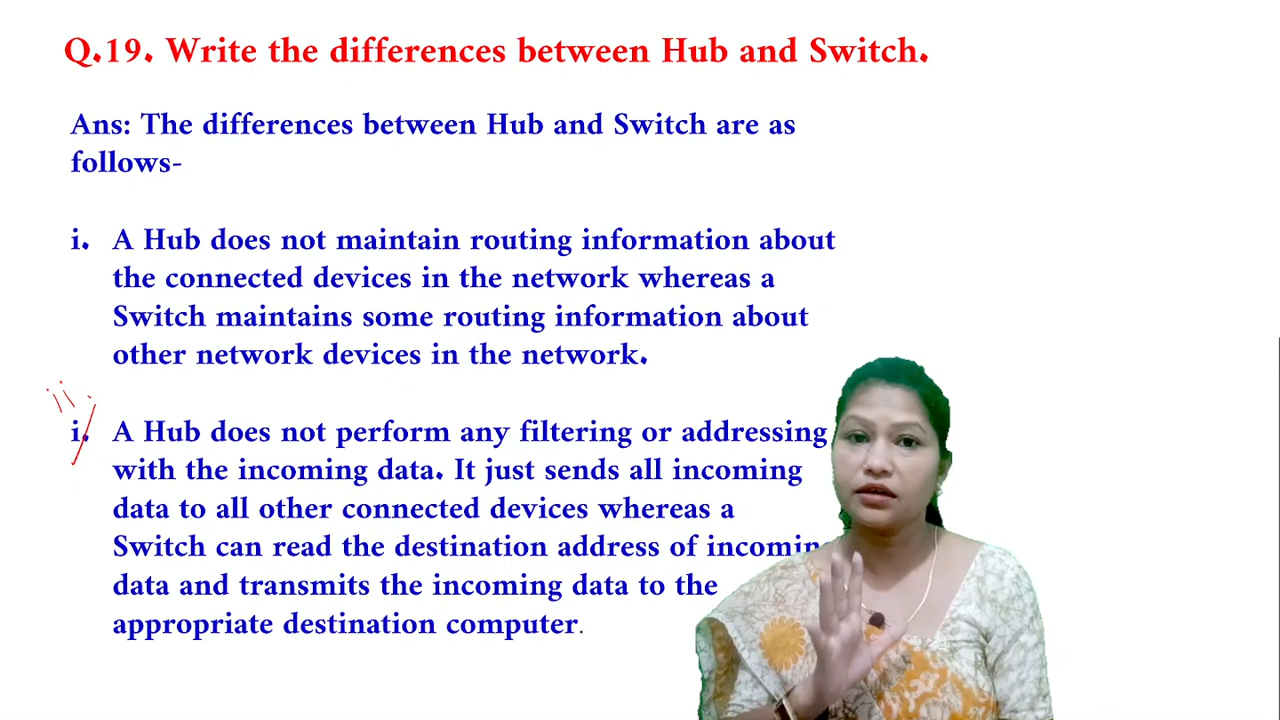 Q.19. Write the differences between Hub and Switch.
Ans: The differences between Hub and Switch are as
follows-
i. A Hub does not maintain routing information about
the connected devices in the network whereas a
Switch maintains some routing information about
other network devices in the network.
ii.
i. A Hub does not perform any filtering or addressing
with the incoming data. It just sends all incoming
data to all other connected devices whereas a
Switch can read the destination address of incoming
data and transmits the incoming data to the
appropriate destination computer.